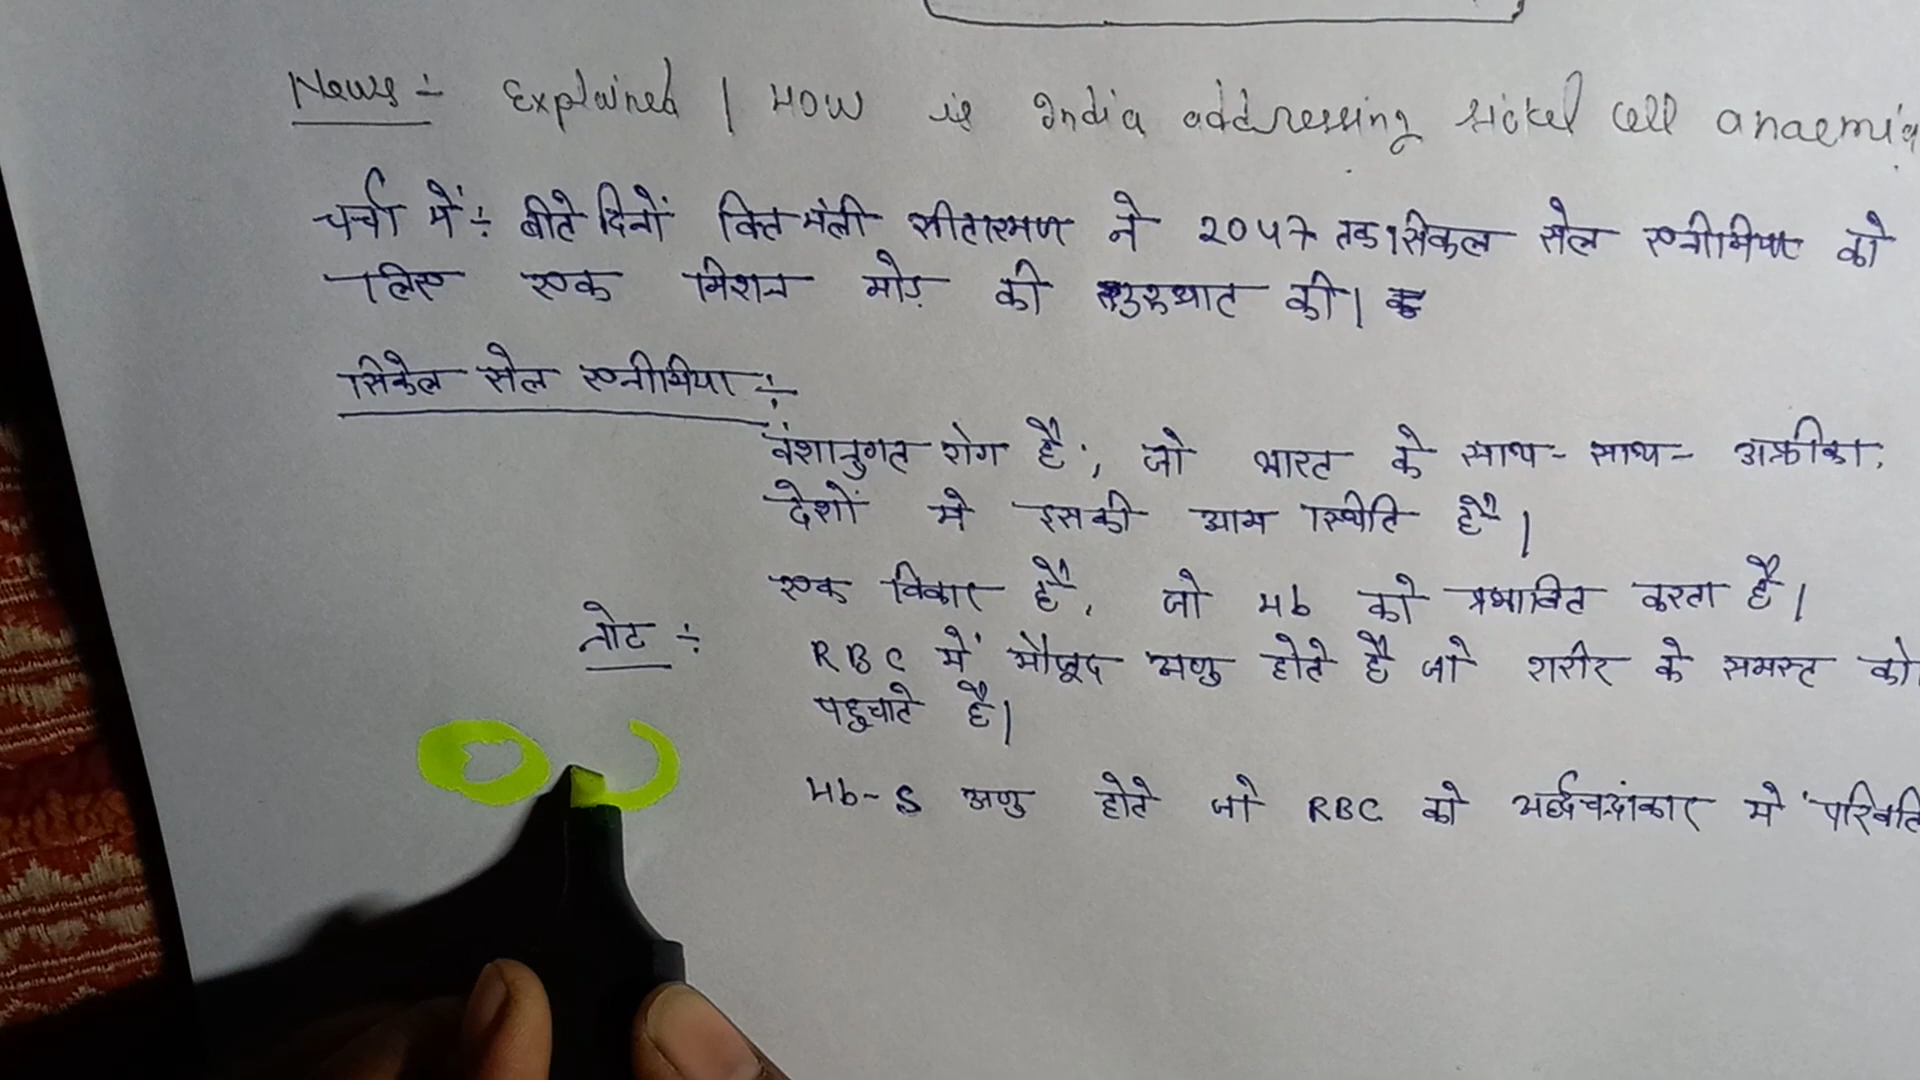 News :- Explained | How is India addressing sickel cell anaemia
चर्चा में ÷ बीते दिनों वित्त मंत्री सीतारमण ने 2047 तक सिकल सेल एनीमिया को
लिए एक मिशन मोड़ की शुरुआत की।
सिकेल सेल एनीमिया ÷
वंशानुगत रोग है, जो भारत के साथ - साथ - अफ्रीका,
देशों मे इसकी आम स्थिति है।
एक विकार है, जो Hb को प्रभावित करता है।
नोट ÷ RBC में मौजूद अणु होते है जो शरीर के समस्त को
पहुचाते है।
Hb-S अणु होते जो RBC को अर्द्धचद्रांकार मे परिवर्ति